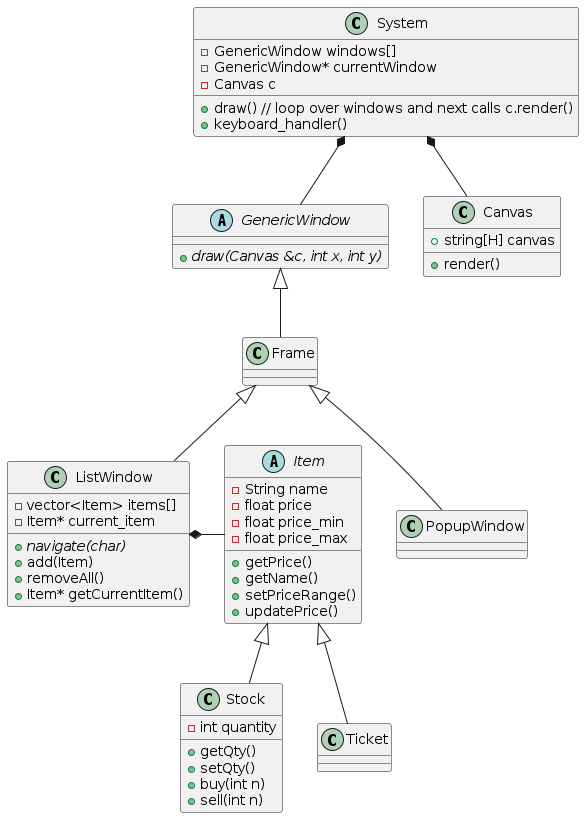 C System
GenericWindow windows[]
GenericWindow* currentWindow
Canvas c
draw() // loop over windows and next calls c.render()
keyboard_handler()
A GenericWindow
draw(Canvas &c, int x, int y)
C Canvas
string[H] canvas
render()
C Frame
C ListWindow
vector<Item> items[]
Item* current_item
navigate(char)
add(Item)
removeAll()
Item* getCurrentItem()
A Item
String name
float price
float price_min
float price_max
getPrice()
getName()
setPriceRange()
updatePrice()
C PopupWindow
C Stock
int quantity
getQty()
setQty()
buy(int n)
sell(int n)
C Ticket